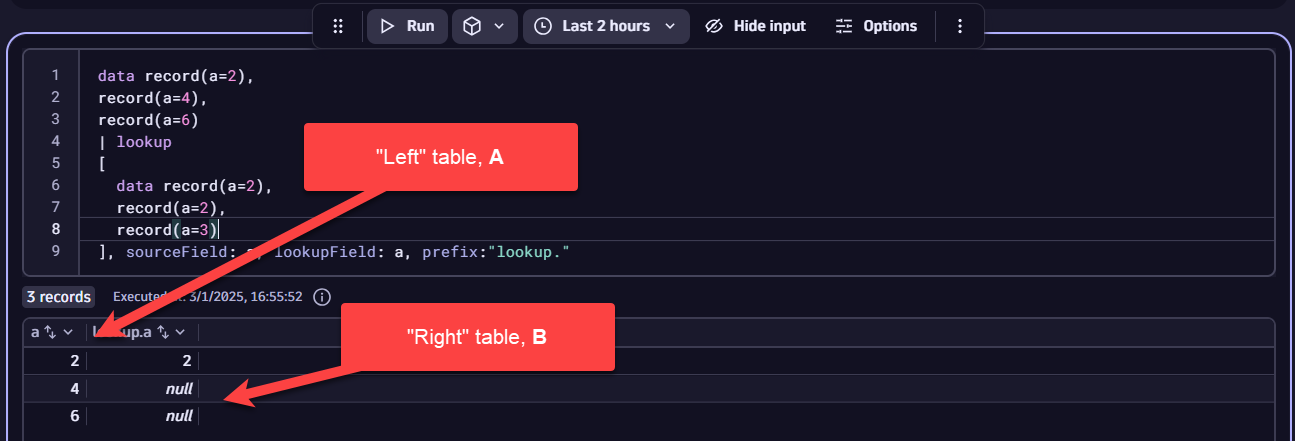 Run
Last 2 hours
Hide input
Options
1 data record(a=2),
2 record(a=4),
3 record(a=6)
4 | lookup
5 [
6 data record(a=2),
7 record(a=2),
8 record(a=3)
9 ], sourceField: a, lookupField: a, prefix:"lookup."
"Left" table, A
3 records
Executed at: 3/1/2025, 16:55:52
"Right" table, B
a lookup.a
2 2
4 null
6 null